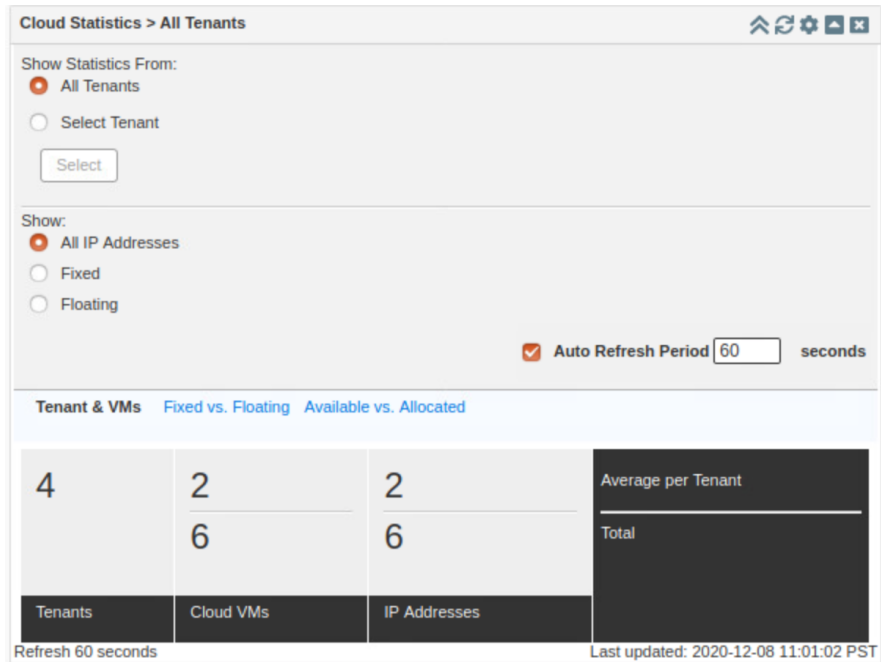 Cloud Statistics > All Tenants
Show Statistics From:
All Tenants
Select Tenant
Select
Show:
All IP Addresses
Fixed
Floating
Auto Refresh Period 60 seconds
Tenant & VMs Fixed vs. Floating Available vs. Allocated
4 2 2 Average per Tenant
6 6 Total
Tenants Cloud VMs IP Addresses
Refresh 60 seconds Last updated: 2020-12-08 11:01:02 PST